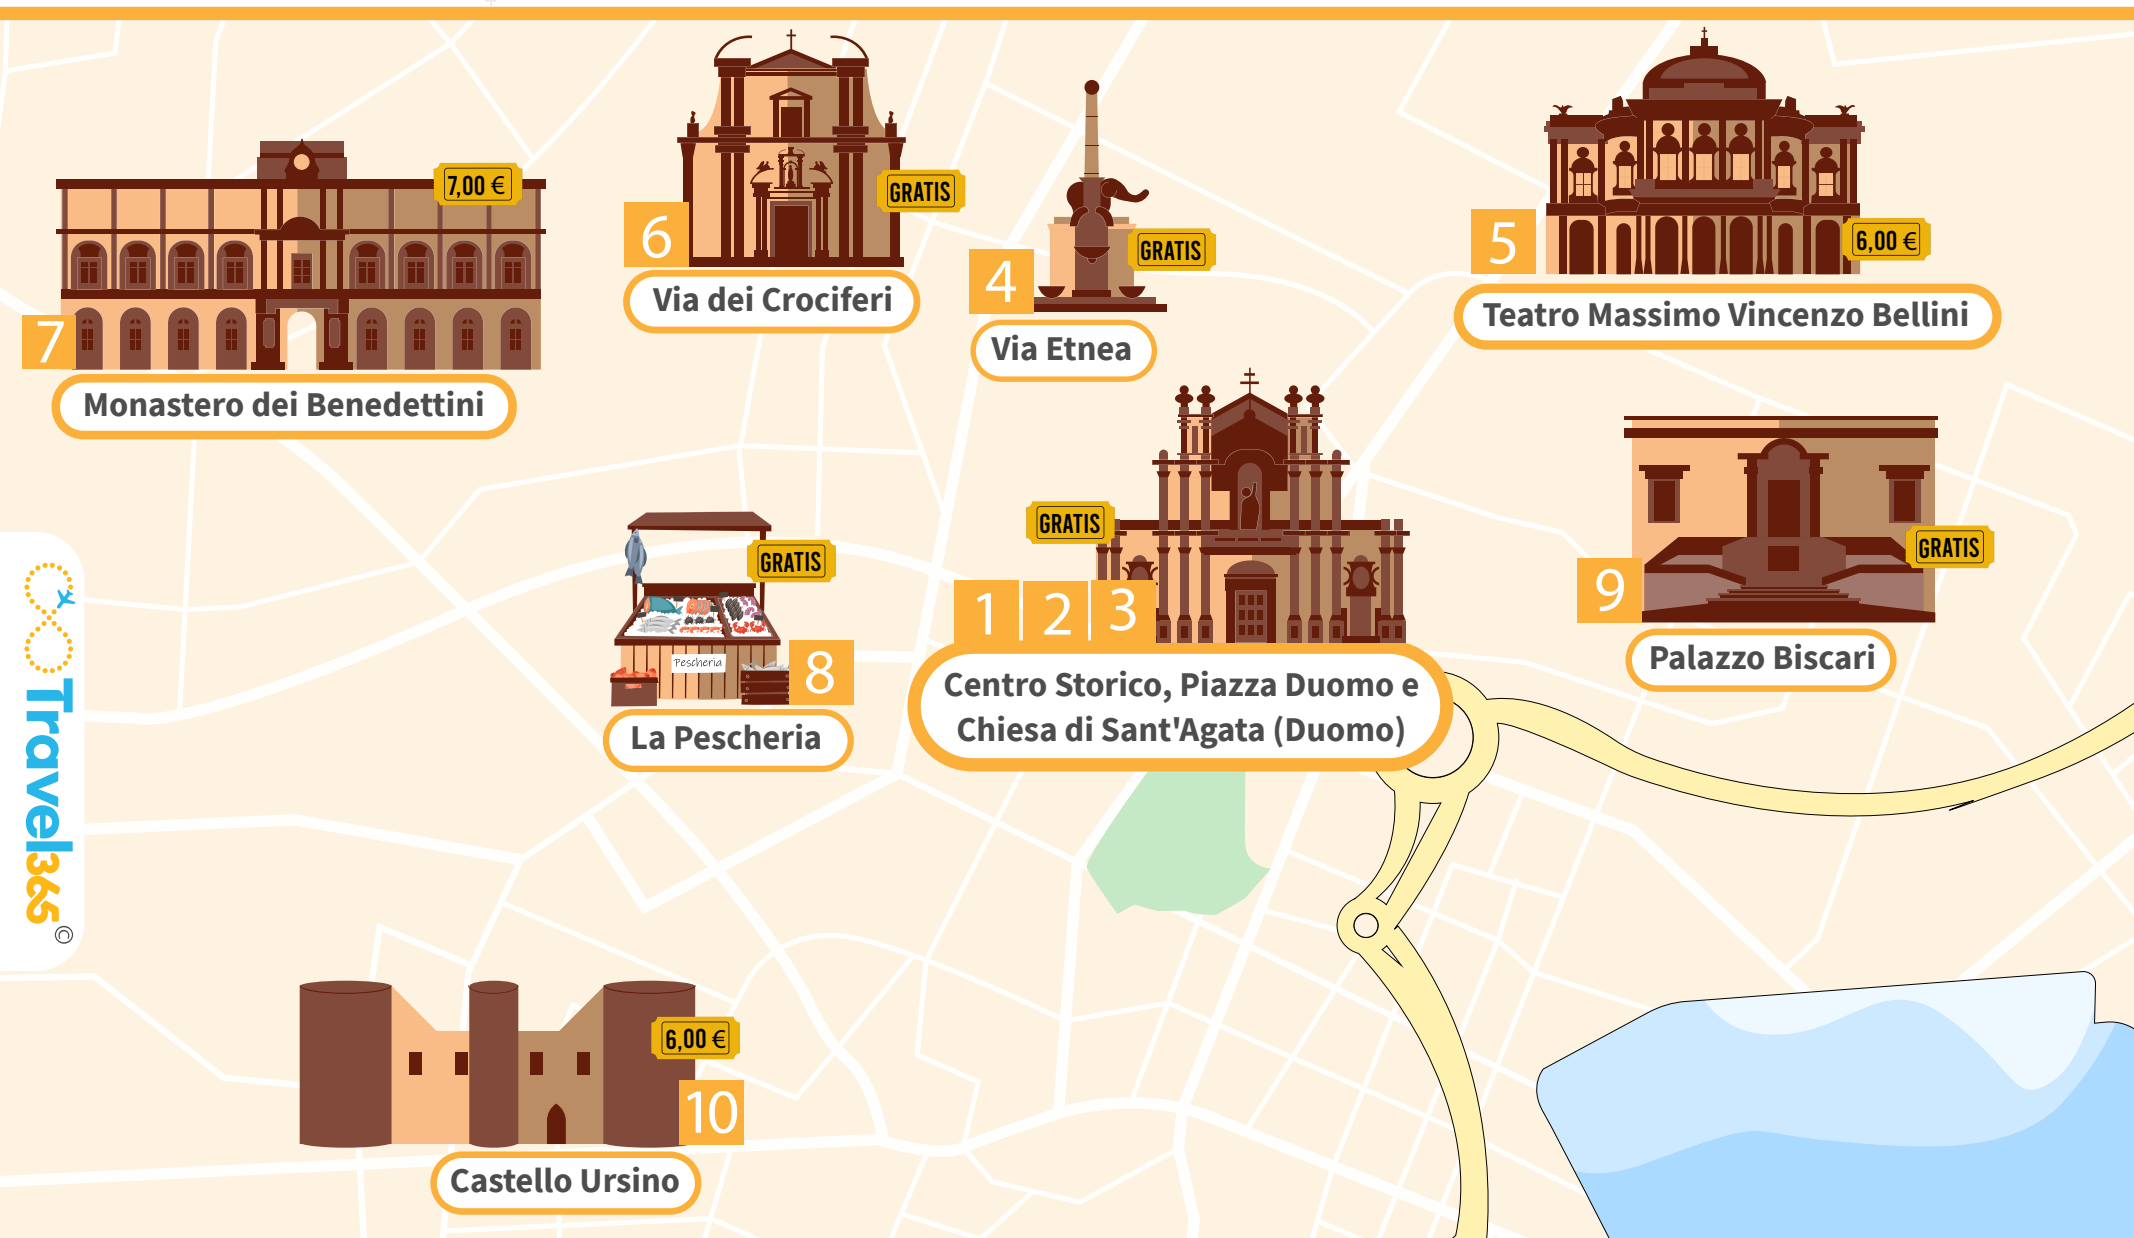 7,00 €
7
Monastero dei Benedettini
GRATIS
6
Via dei Crociferi
GRATIS
4
Via Etnea
5
6,00 €
Teatro Massimo Vincenzo Bellini
GRATIS
1 2 3
Centro Storico, Piazza Duomo e
Chiesa di Sant'Agata (Duomo)
GRATIS
9
Palazzo Biscari
GRATIS
Pescheria
8
La Pescheria
6,00 €
10
Castello Ursino
Travel365
©